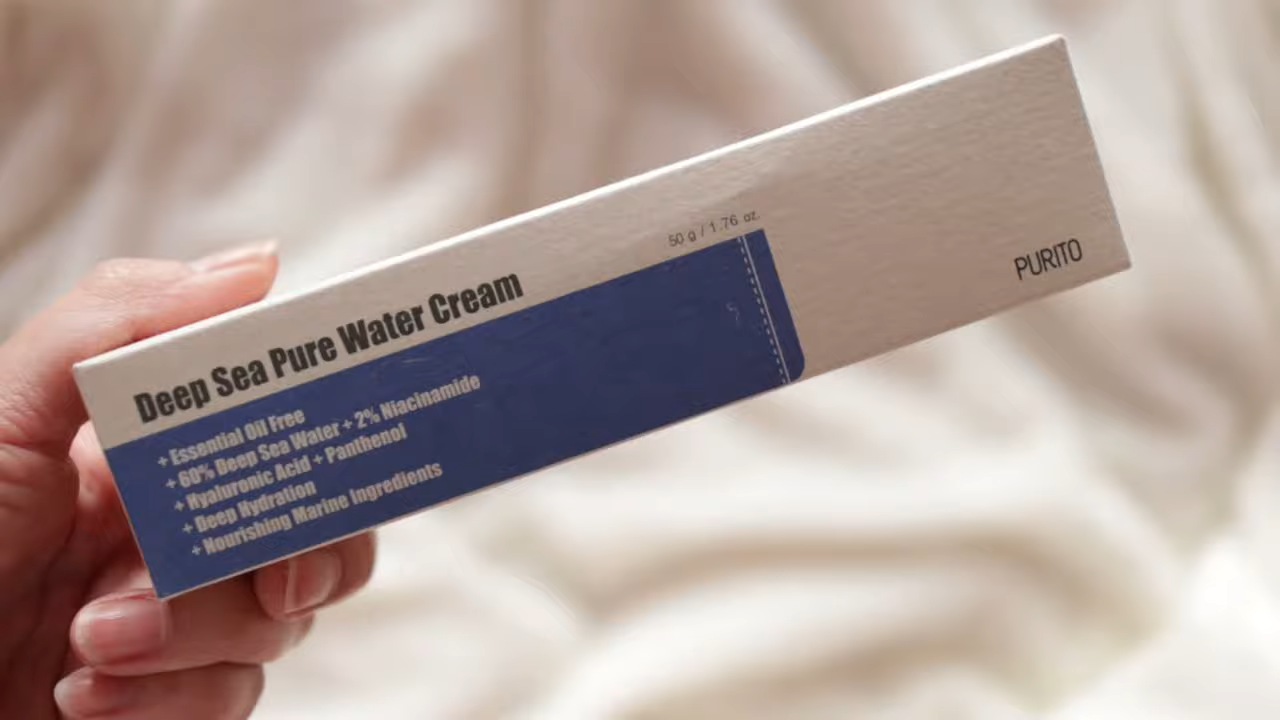 Deep Sea Pure Water Cream
50 g / 1.76 oz.
+ Essential Oil Free
+ 60% Deep Sea Water + 2% Niacinamide
+ Hyaluronic Acid + Panthenol
+ Deep Hydration
+ Nourishing Marine Ingredients
PURITO